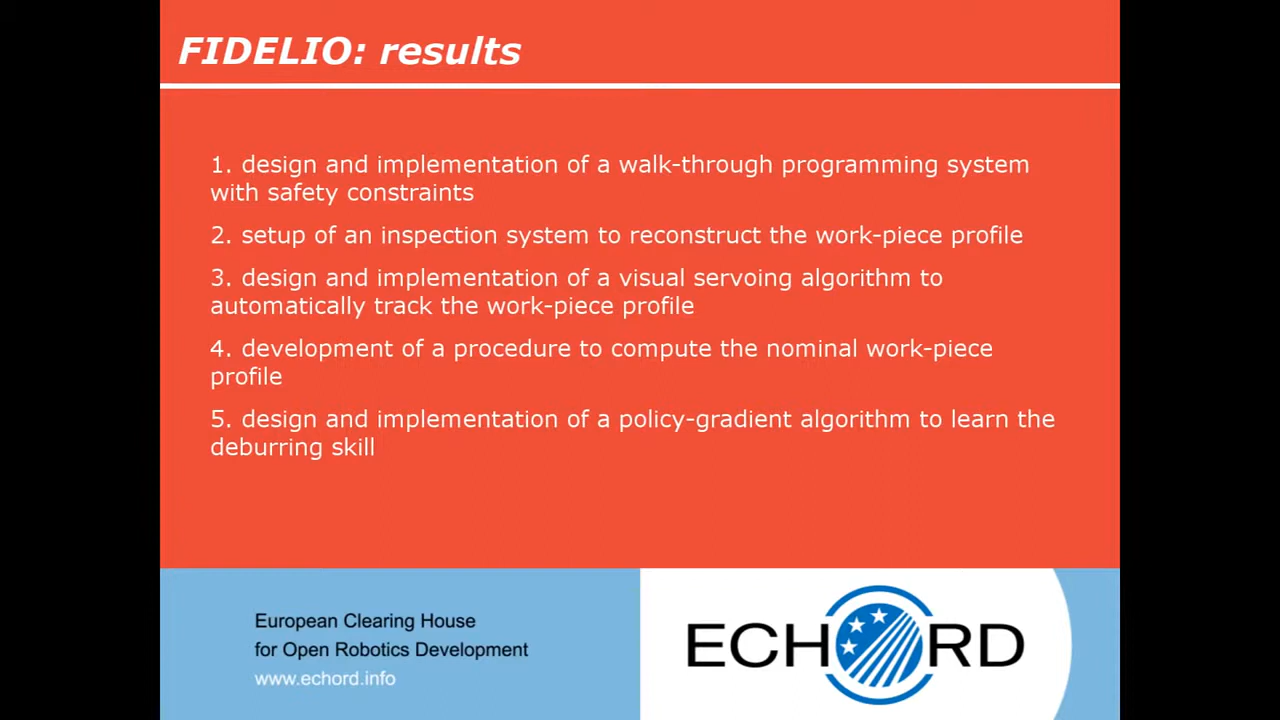 FIDELIO: results
1. design and implementation of a walk-through programming system
with safety constraints
2. setup of an inspection system to reconstruct the work-piece profile
3. design and implementation of a visual servoing algorithm to
automatically track the work-piece profile
4. development of a procedure to compute the nominal work-piece
profile
5. design and implementation of a policy-gradient algorithm to learn the
deburring skill
European Clearing House
for Open Robotics Development
www.echord.info
ECHORD